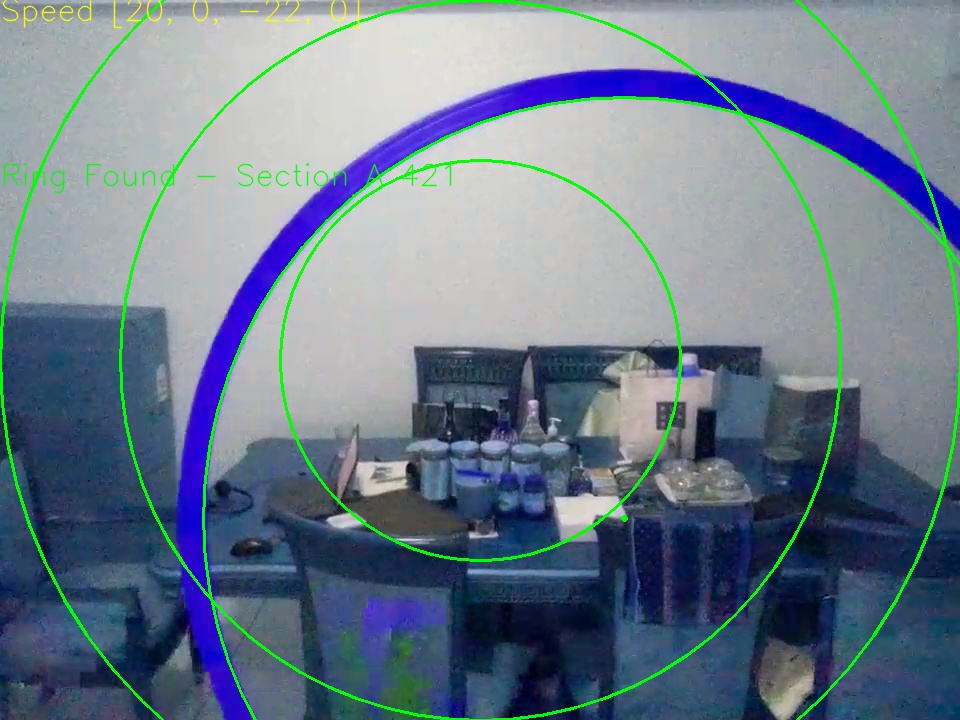 Speed [20, 0, -22, 0]
Ring Found - Section A 421